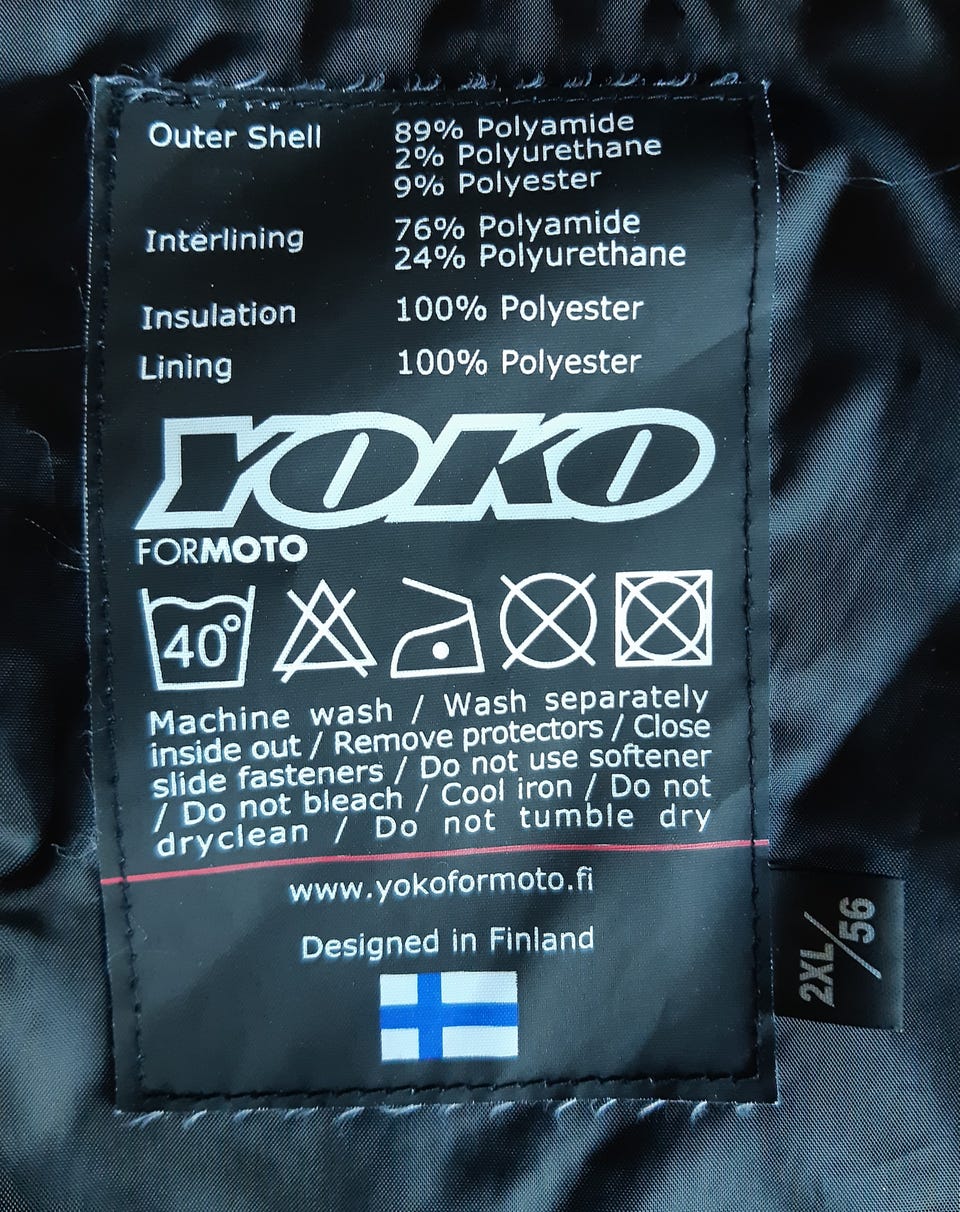 Outer Shell 89% Polyamide
2% Polyurethane
9% Polyester
Interlining 76% Polyamide
24% Polyurethane
Insulation 100% Polyester
Lining 100% Polyester
YOKO
FORMOTO
40°
Machine wash / Wash separately
inside out / Remove protectors / Close
slide fasteners / Do not use softener
/ Do not bleach / Cool iron / Do not
dryclean / Do not tumble dry
www.yokoformoto.fi
Designed in Finland
2XL/56